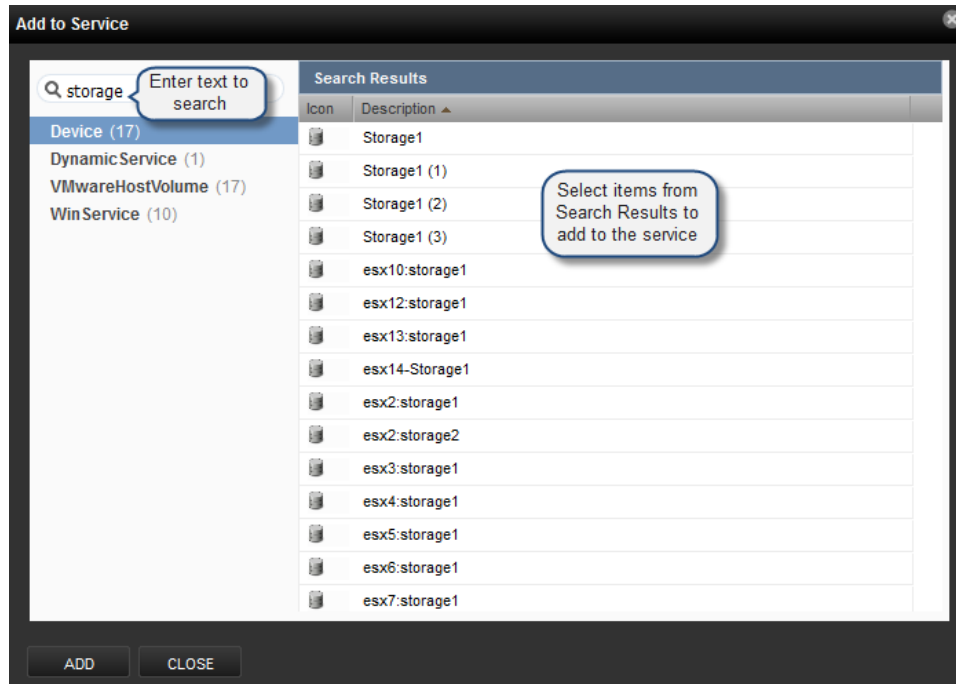 Add to Service
storage
Enter text to
search
Device (17)
DynamicService (1)
VMwareHostVolume (17)
WinService (10)
Search Results
Icon Description
Storage1
Storage1 (1)
Storage1 (2)
Storage1 (3)
Select items from
Search Results to
add to the service
esx10:storage1
esx12:storage1
esx13:storage1
esx14-Storage1
esx2:storage1
esx2:storage2
esx3:storage1
esx4:storage1
esx5:storage1
esx6:storage1
esx7:storage1
ADD CLOSE